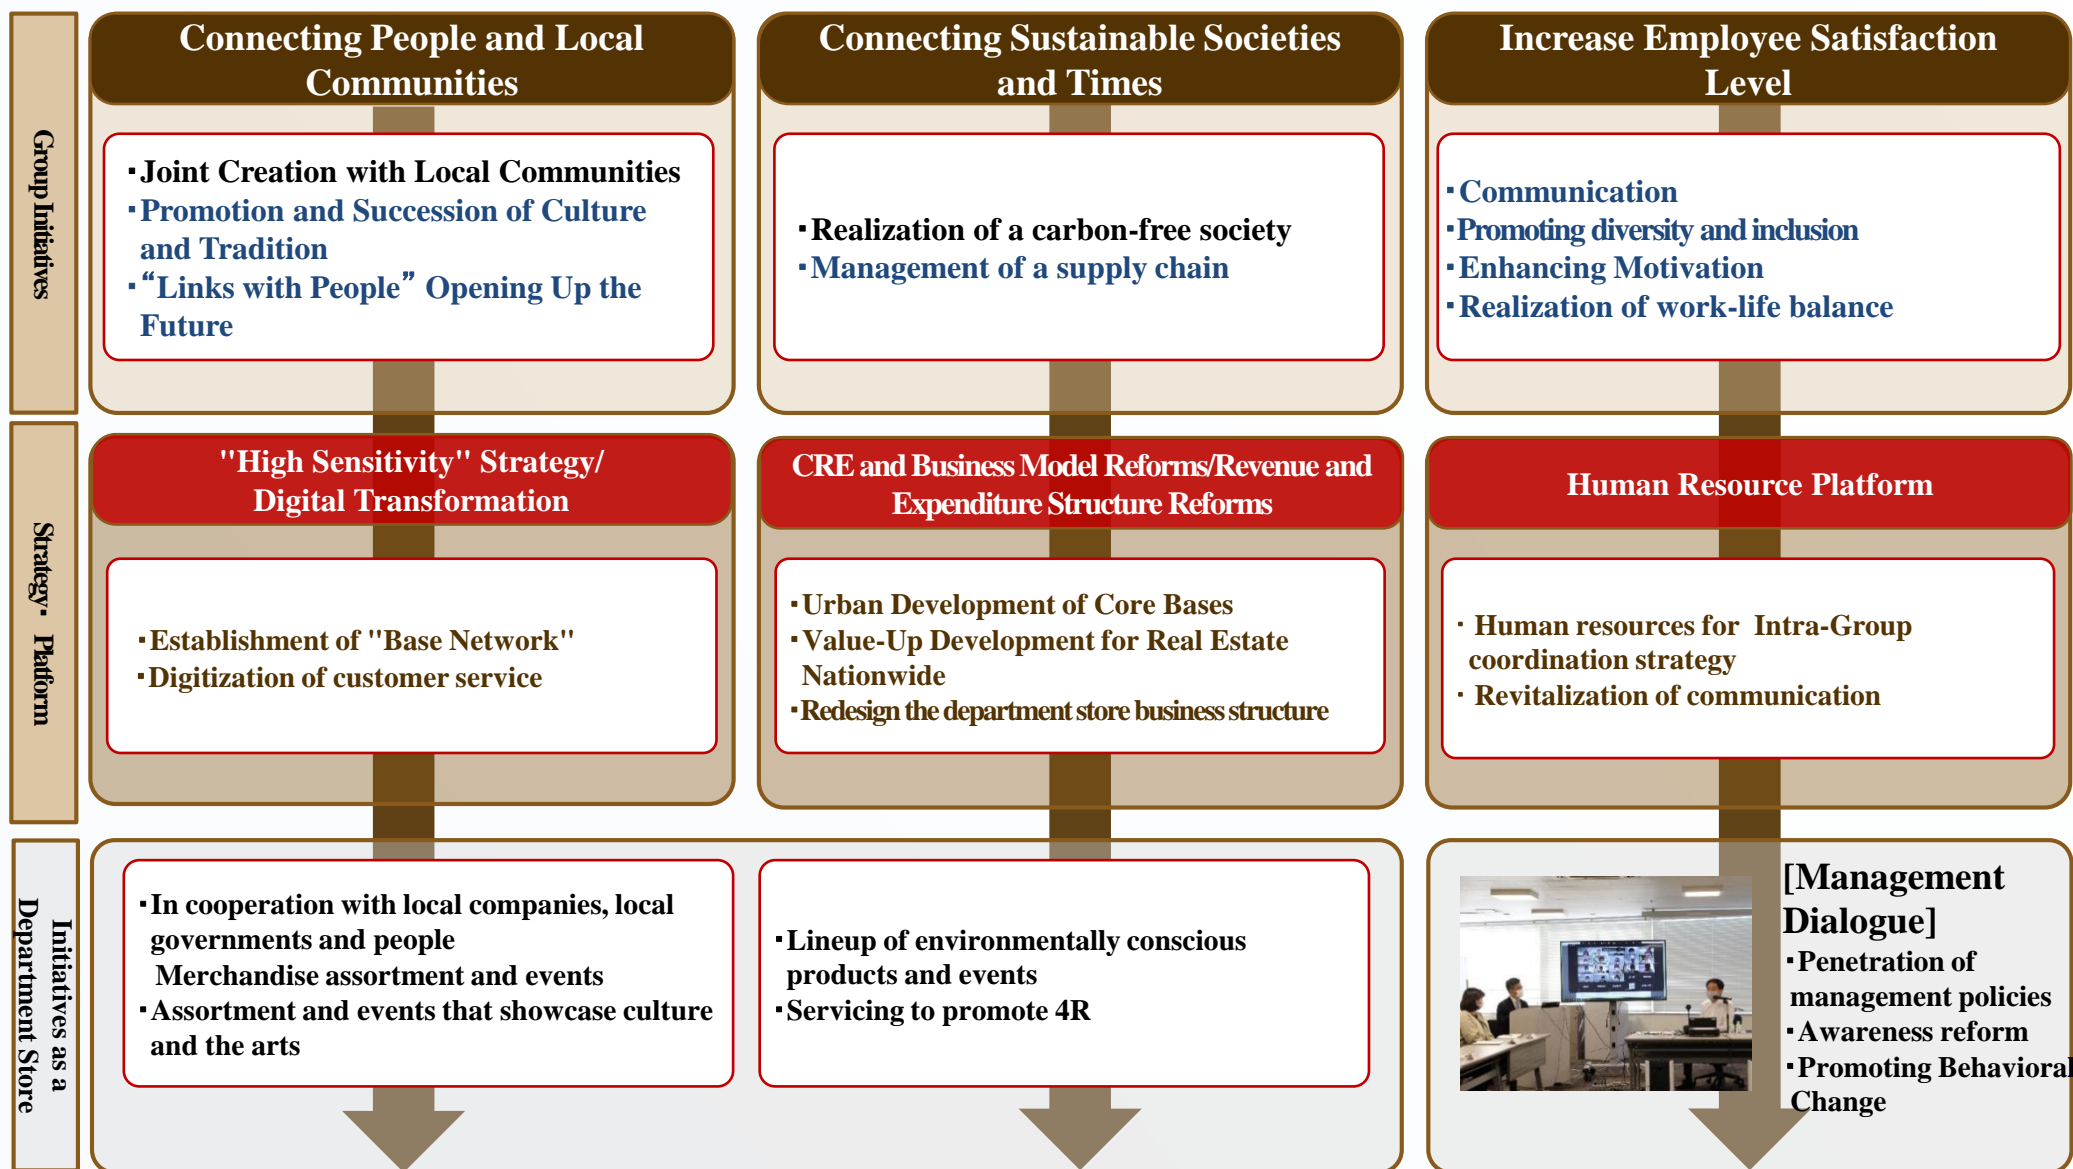 Group Initiatives
Connecting People and Local
Communities
・Joint Creation with Local Communities
・Promotion and Succession of Culture
and Tradition
・“Links with People” Opening Up the
Future
Connecting Sustainable Societies
and Times
・Realization of a carbon-free society
・Management of a supply chain
Increase Employee Satisfaction
Level
・Communication
・Promoting diversity and inclusion
・Enhancing Motivation
・Realization of work-life balance
Strategy・ Platform
"High Sensitivity" Strategy/
Digital Transformation
・Establishment of "Base Network"
・Digitization of customer service
CRE and Business Model Reforms/Revenue and
Expenditure Structure Reforms
・Urban Development of Core Bases
・Value-Up Development for Real Estate
Nationwide
・Redesign the department store business structure
Human Resource Platform
・ Human resources for Intra-Group
coordination strategy
・ Revitalization of communication
Initiatives as a
Department Store
・In cooperation with local companies, local
governments and people
Merchandise assortment and events
・Assortment and events that showcase culture
and the arts
・Lineup of environmentally conscious
products and events
・Servicing to promote 4R
[Management
Dialogue]
・Penetration of
management policies
・Awareness reform
・Promoting Behavioral
Change